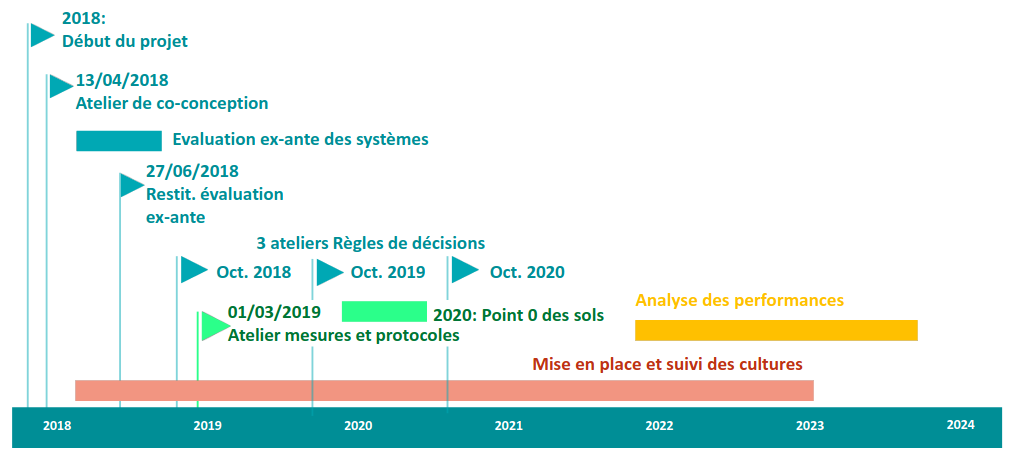 2018:
Début du projet
13/04/2018
Atelier de co-conception
Evaluation ex-ante des systèmes
27/06/2018
Restit. évaluation
ex-ante
3 ateliers Règles de décisions
Oct. 2018
Oct. 2019
Oct. 2020
01/03/2019
Atelier mesures et protocoles
2020: Point 0 des sols
Analyse des performances
Mise en place et suivi des cultures
2018
2019
2020
2021
2022
2023
2024